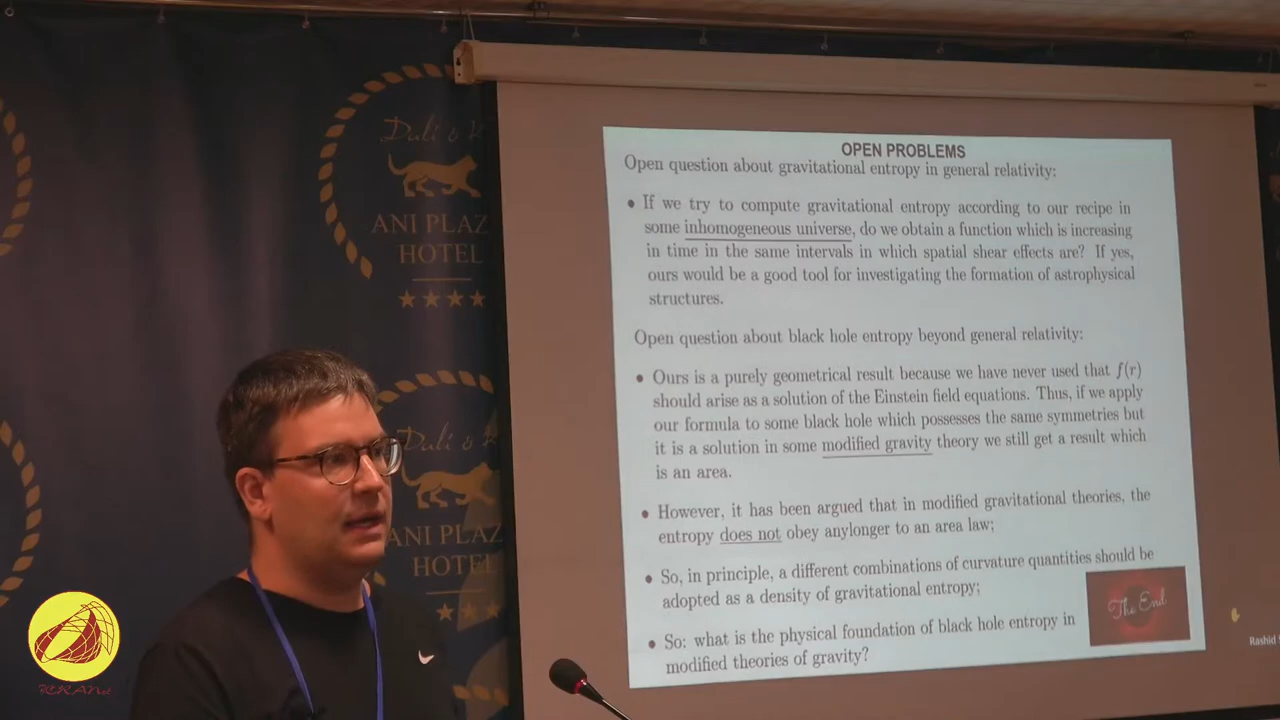 Dali &
ANI PLAZ
HOTEL
Dali &
ANI PLAZ
HOTEL
OPEN PROBLEMS
Open question about gravitational entropy in general relativity:
• If we try to compute gravitational entropy according to our recipe in
some inhomogeneous universe, do we obtain a function which is increasing
in time in the same intervals in which spatial shear effects are? If yes,
ours would be a good tool for investigating the formation of astrophysical
structures.
Open question about black hole entropy beyond general relativity:
• Ours is a purely geometrical result because we have never used that f(r)
should arise as a solution of the Einstein field equations. Thus, if we apply
our formula to some black hole which possesses the same symmetries but
it is a solution in some modified gravity theory we still get a result which
is an area.
• However, it has been argued that in modified gravitational theories, the
entropy does not obey anylonger to an area law;
• So, in principle, a different combinations of curvature quantities should be
adopted as a density of gravitational entropy;
• So: what is the physical foundation of black hole entropy in
modified theories of gravity?
The End
Rashid
ICRANet